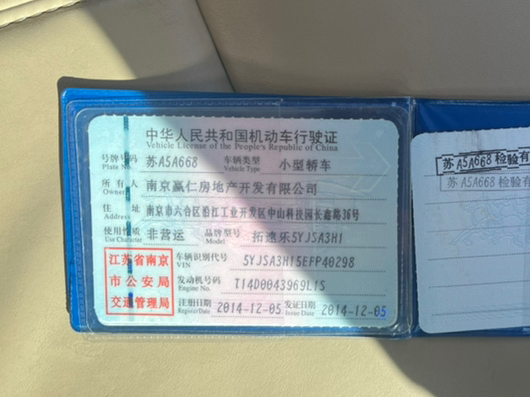 中华人民共和国机动车行驶证
Vehicle License of the People's Republic of China
号牌号码 苏A5A668 车辆类型 小型轿车
Plate No. Vehicle Type
所有人 南京赢仁房地产开发有限公司
Owner
住址 南京市六合区沿江工业开发区中山科技园长鑫路36号
Address
使用性质 非营运 品牌型号 拓速乐5YJSA3H1
Use Character Model
江苏省南京市公安局交通管理局
车辆识别代号 5YJSA3H15EFP40298
VIN
发动机号码 T14D0043969L1S
Engine No.
注册日期 2014-12-05 发证日期 2014-12-05
Register Date Issue Date
苏A5A668 检验有
苏A5A668 检验有